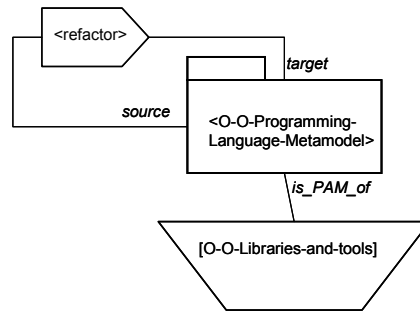 <refactor>
target
source
<O-O-Programming-
Language-Metamodel>
is_PAM_of
[O-O-Libraries-and-tools]